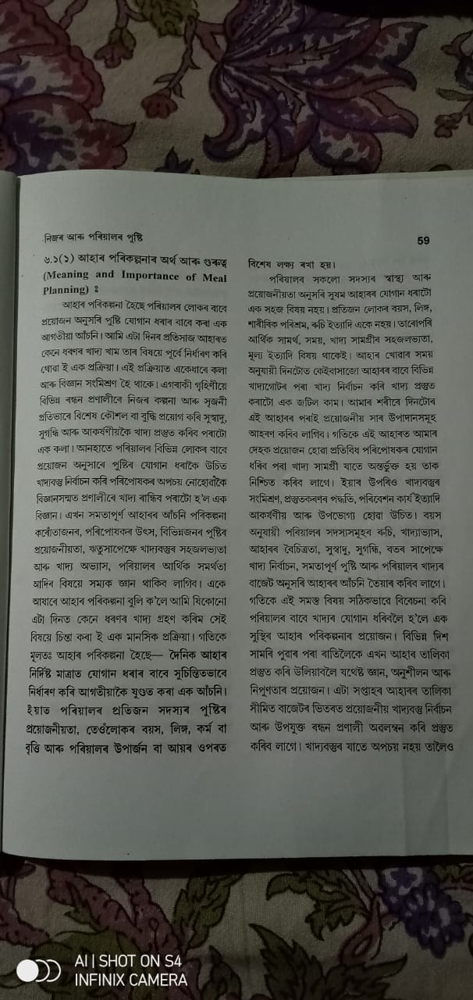 নিজৰ আৰু পৰিয়ালৰ পুষ্টি
59
৬.১(১) আহাৰ পৰিকল্পনাৰ অৰ্থ আৰু গুৰুত্ব
(Meaning and Importance of Meal
Planning) :
আহাৰ পৰিকল্পনা হৈছে পৰিয়ালৰ লোকৰ বাবে
প্ৰয়োজন অনুসৰি পুষ্টি যোগান ধৰাৰ বাবে কৰা এক
আগতীয়া আঁচনি। আমি এটা দিনৰ প্ৰতিসাজ আহাৰত
কেনে ধৰণৰ খাদ্য খাম তাৰ বিষয়ে পূৰ্বে নিৰ্ধাৰণ কৰি
থোৱা ই এক প্ৰক্ৰিয়া। এই প্ৰক্ৰিয়াত একেধাৰে কলা
আৰু বিজ্ঞান সংমিশ্ৰণ হৈ থাকে। এগৰাকী গৃহিণীয়ে
বিভিন্ন ৰন্ধন প্ৰণালীৰে নিজৰ কল্পনা আৰু সৃজনী
প্ৰতিভাৰে বিশেষ কৌশল বা বুদ্ধি প্ৰয়োগ কৰি সুস্বাদু,
সুগন্ধি আৰু আকৰ্ষণীয়কৈ খাদ্য প্ৰস্তুত কৰিব পৰাটো
এক কলা। আনহাতে পৰিয়ালৰ বিভিন্ন লোকৰ বাবে
প্ৰয়োজন অনুসাৰে পুষ্টিৰ যোগান ধৰাকৈ উচিত
খাদ্যবস্তু নিৰ্বাচন কৰি পৰিপোষকৰ অপচয় নোহোৱাকৈ
বিজ্ঞানসন্মত প্ৰণালীৰে খাদ্য ৰান্ধিব পৰাটো হ'ল এক
বিজ্ঞান। এখন সমতাপূৰ্ণ আহাৰৰ আঁচনি পৰিকল্পনা
কৰোঁতাজনৰ, পৰিপোষকৰ উৎস, বিভিন্নজনৰ পুষ্টিৰ
প্ৰয়োজনীয়তা, ঋতুসাপেক্ষে খাদ্যবস্তুৰ সহজলভ্যতা
আৰু খাদ্য অভ্যাস, পৰিয়ালৰ আৰ্থিক সমৰ্থতা
আদিৰ বিষয়ে সম্যক জ্ঞান থাকিব লাগিব। একে
আষাৰে আহাৰ পৰিকল্পনা বুলি ক'লে আমি যিকোনো
এটা দিনত কেনে ধৰণৰ খাদ্য গ্ৰহণ কৰিম সেই
বিষয়ে চিন্তা কৰা ই এক মানসিক প্ৰক্ৰিয়া। গতিকে
মূলতঃ আহাৰ পৰিকল্পনা হৈছে— দৈনিক আহাৰ
নিৰ্দিষ্ট মাত্ৰাত যোগান ধৰাৰ বাবে সুচিন্তিতভাবে
নিৰ্ধাৰণ কৰি আগতীয়াকৈ যুগুত কৰা এক আঁচনি।
ইয়াত পৰিয়ালৰ প্ৰতিজন সদস্যৰ পুষ্টিৰ
প্ৰয়োজনীয়তা, তেওঁলোকৰ বয়স, লিঙ্গ, কৰ্ম বা
বৃত্তি আৰু পৰিয়ালৰ উপাৰ্জন বা আয়ৰ ওপৰত
বিশেষ লক্ষ্য ৰখা হয়।
পৰিয়ালৰ সকলো সদস্যৰ স্বাস্থ্য আৰু
প্ৰয়োজনীয়তা অনুসৰি সুষম আহাৰৰ যোগান ধৰাটো
এক সহজ বিষয় নহয়। প্ৰতিজন লোকৰ বয়স, লিঙ্গ,
শাৰীৰিক পৰিশ্ৰম, ৰুচি ইত্যাদি একে নহয়। তাৰোপৰি
আৰ্থিক সামৰ্থ, সময়, খাদ্য সামগ্ৰীৰ সহজলভ্যতা,
মূল্য ইত্যাদি বিষয় থাকেই। আহাৰ খোৱাৰ সময়
অনুযায়ী দিনটোত কেইবাসাজো আহাৰৰ বাবে বিভিন্ন
খাদ্যগোটৰ পৰা খাদ্য নিৰ্বাচন কৰি খাদ্য প্ৰস্তুত
কৰাটো এক জটিল কাম। আমাৰ শৰীৰে দিনটোৰ
এই আহাৰৰ পৰাই প্ৰয়োজনীয় সাৰ উপাদানসমূহ
আহৰণ কৰিব লাগিব। গতিকে এই আহাৰত আমাৰ
দেহক প্ৰয়োজন হোৱা প্ৰতিবিধ পৰিপোষকৰ যোগান
ধৰিব পৰা খাদ্য সামগ্ৰী যাতে অন্তৰ্ভুক্ত হয় তাক
নিশ্চিত কৰিব লাগে। ইয়াৰ উপৰিও খাদ্যবস্তুৰ
সংমিশ্ৰণ, প্ৰস্তুতকৰণৰ পদ্ধতি, পৰিবেশন কাৰ্য ইত্যাদি
আকৰ্ষণীয় আৰু উপভোগ্য হোৱা উচিত। বয়স
অনুযায়ী পৰিয়ালৰ সদস্যসমূহৰ ৰুচি, খাদ্যাভ্যাস,
আহাৰৰ বৈচিত্ৰতা, সুস্বাদু, সুগন্ধি, বতৰ সাপেক্ষে
খাদ্য নিৰ্বাচন, সমতাপূৰ্ণ পুষ্টি আৰু পৰিয়ালৰ খাদ্যৰ
বাজেট অনুসৰি আহাৰৰ আঁচনি তৈয়াৰ কৰিব লাগে।
গতিকে এই সমস্ত বিষয় সঠিকভাৱে বিবেচনা কৰি
পৰিয়ালৰ বাবে খাদ্যৰ যোগান ধৰিবলৈ হ'লে এক
সুস্থিৰ আহাৰ পৰিকল্পনাৰ প্ৰয়োজন। বিভিন্ন দিশ
সামৰি পুৱাৰ পৰা ৰাতিলৈকে এখন আহাৰ তালিকা
প্ৰস্তুত কৰি উলিয়াবলৈ যথেষ্ট জ্ঞান, অনুশীলন আৰু
নিপুণতাৰ প্ৰয়োজন। এটা সপ্তাহৰ আহাৰৰ তালিকা
সীমিত বাজেটৰ ভিতৰত প্ৰয়োজনীয় খাদ্যবস্তু নিৰ্বাচন
আৰু উপযুক্ত ৰন্ধন প্ৰণালী অৱলম্বন কৰি প্ৰস্তুত
কৰিব লাগে। খাদ্যবস্তুৰ যাতে অপচয় নহয় তালৈও
AI | SHOT ON S4
INFINIX CAMERA